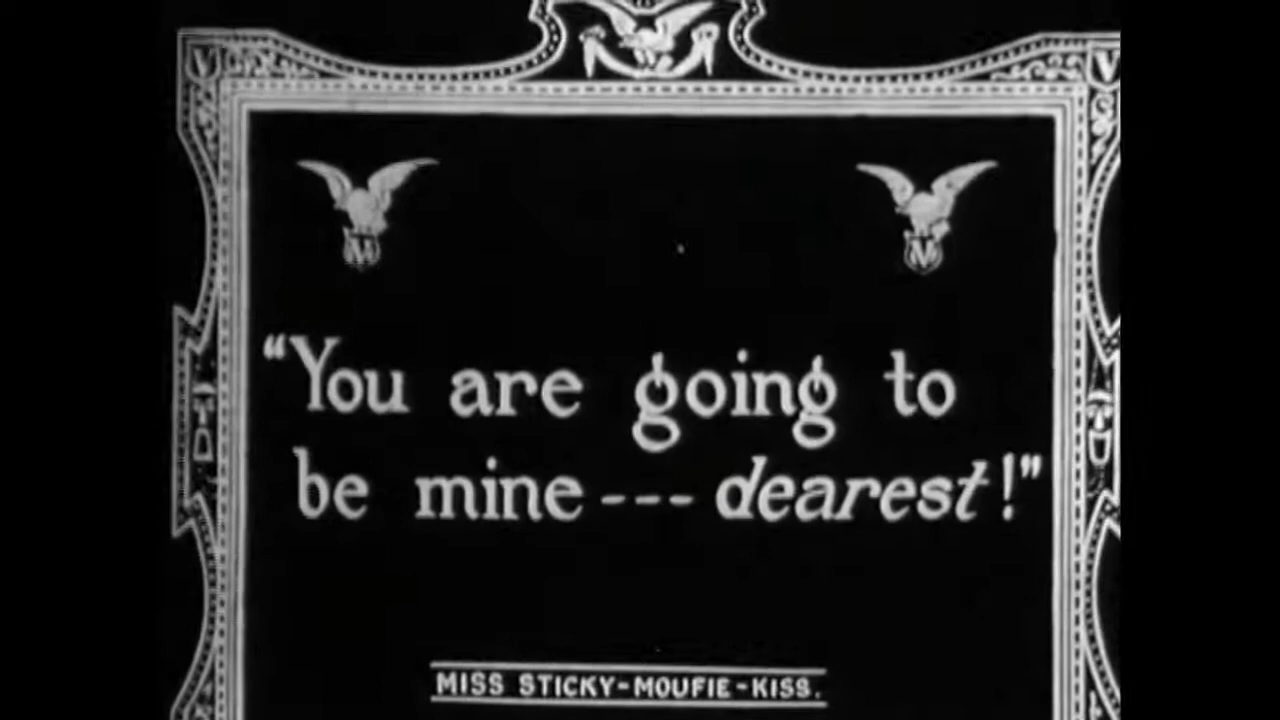 V V
V V
"You are going to
be mine --- dearest!"
MISS STICKY-MOUFIE-KISS.